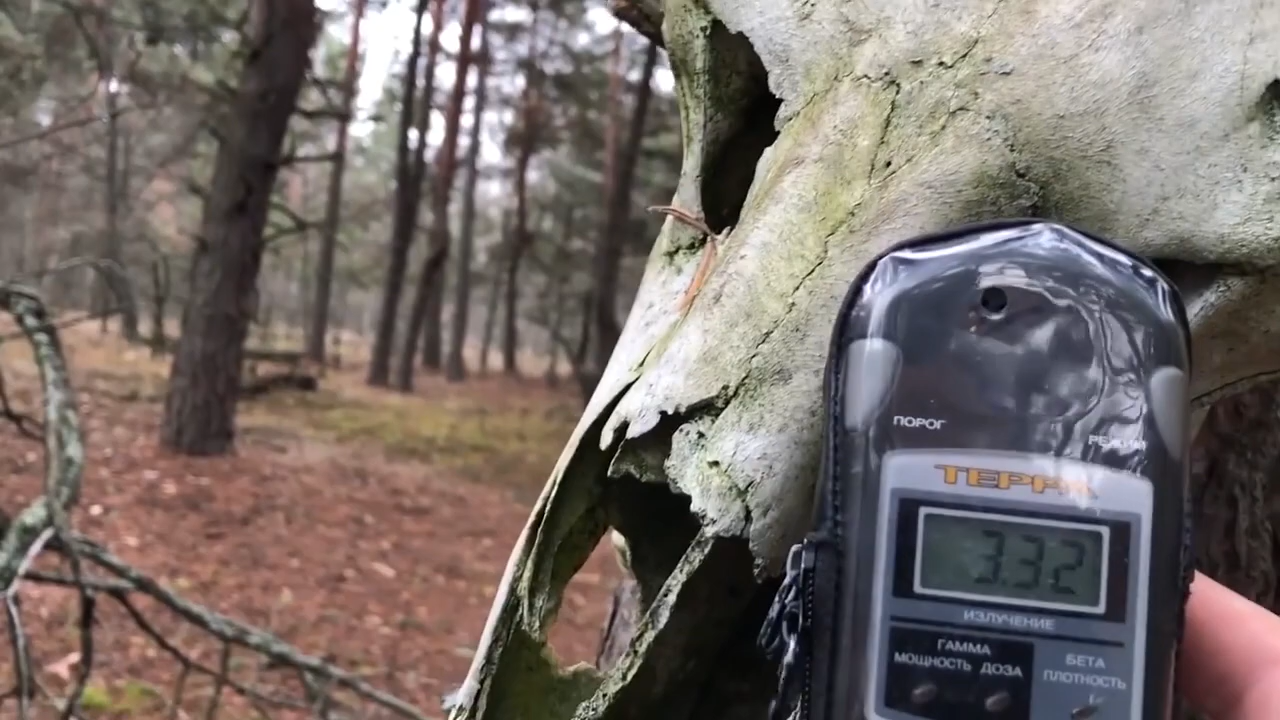 ПОРОГ
РЕЖИМ
ТЕРРА
3.32
ИЗЛУЧЕНИЕ
ГАММА
МОЩНОСТЬ ДОЗА
БЕТА
ПЛОТНОСТЬ